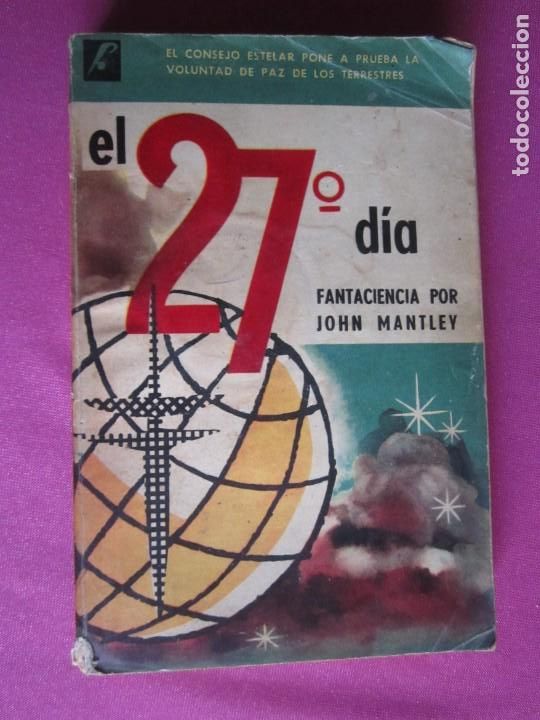 EL CONSEJO ESTELAR PONE A PRUEBA LA
VOLUNTAD DE PAZ DE LOS TERRESTRES
el 27º día
FANTACIENCIA POR
JOHN MANTLEY
todocoleccion